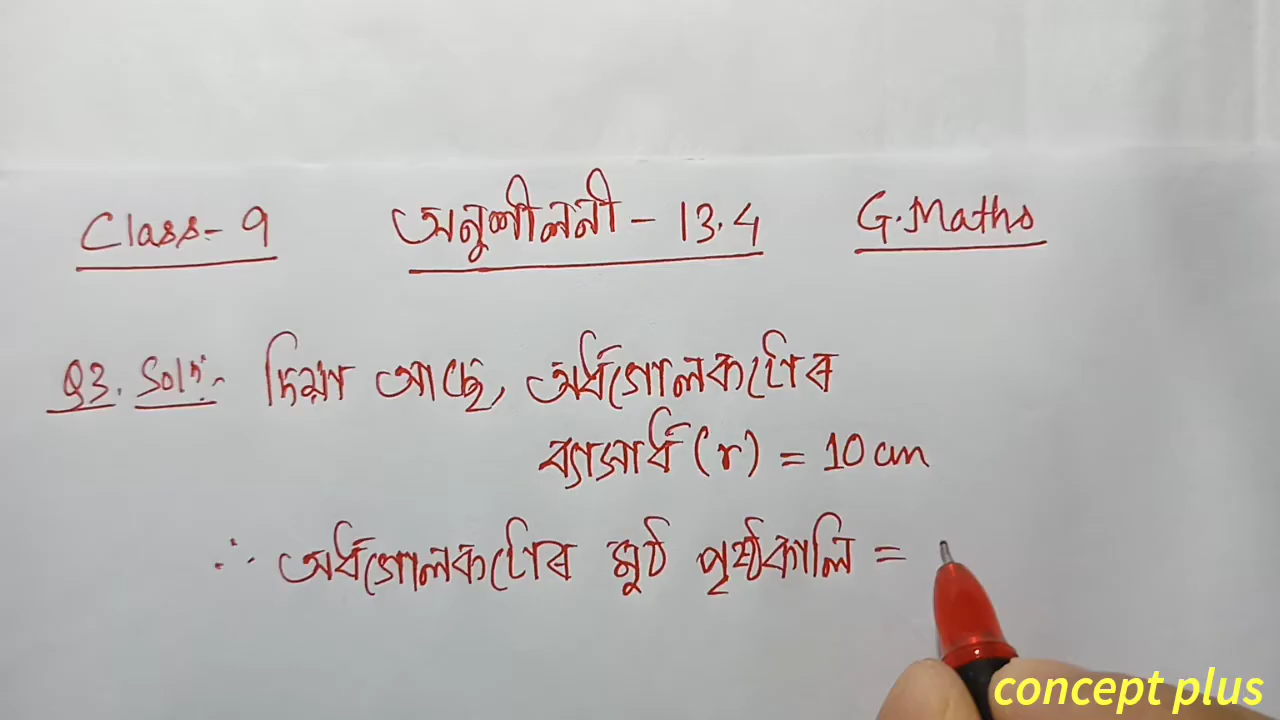 Class-9 অনুশীলনী-13.4 G.Maths
Q3. Solⁿ:- দিয়া আছে, অৰ্ধগোলকটোৰ
ব্যাসাৰ্ধ (r) = 10 cm
∴ অৰ্ধগোলকটোৰ মুঠ পৃষ্ঠকালি =
concept plus